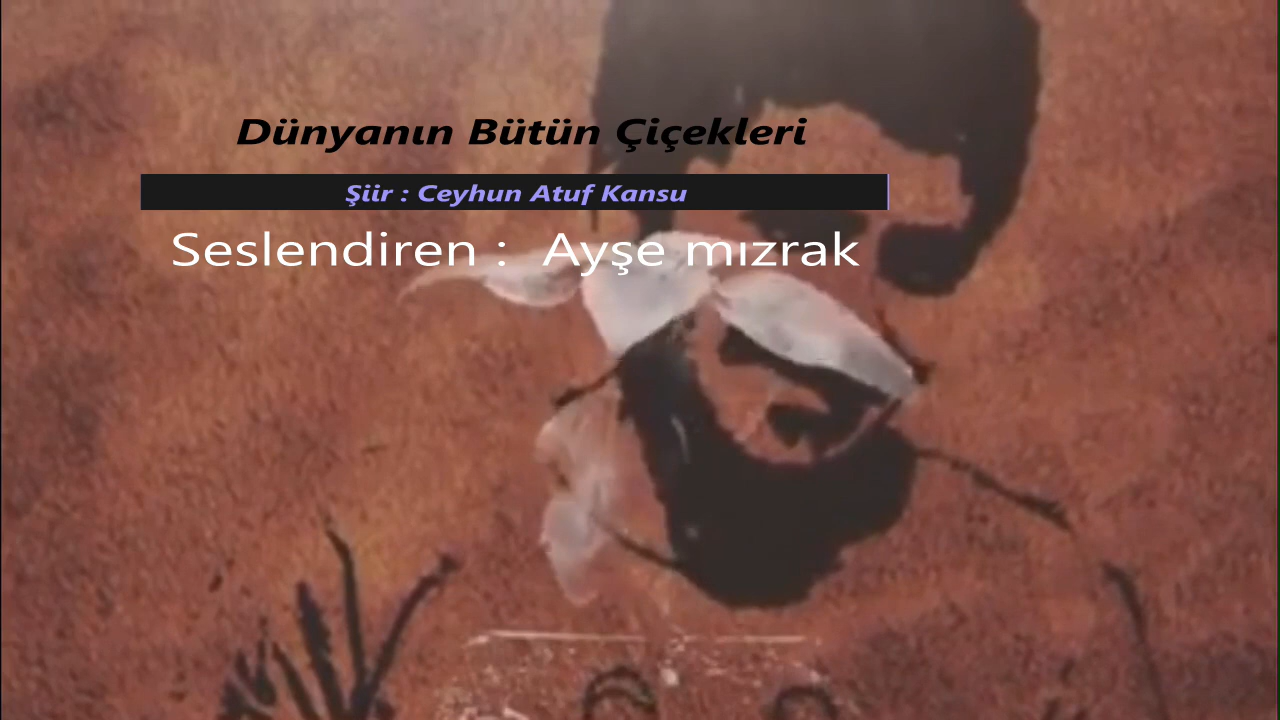 Dünyanın Bütün Çiçekleri
Şiir : Ceyhun Atuf Kansu
Seslendiren : Ayşe mızrak